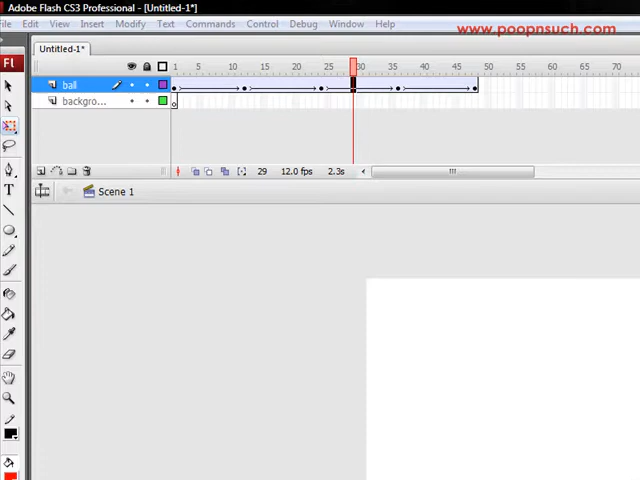 Adobe Flash CS3 Professional - [Untitled-1*]
File Edit View Insert Modify Text Commands Control Debug Window Help
www.poopnsuch.com
Untitled-1*
Fl
1 5 10 15 20 25 30 35 40 45 50 55 60 65 70
ball
backgro...
29 12.0 fps 2.3s
Scene 1
T